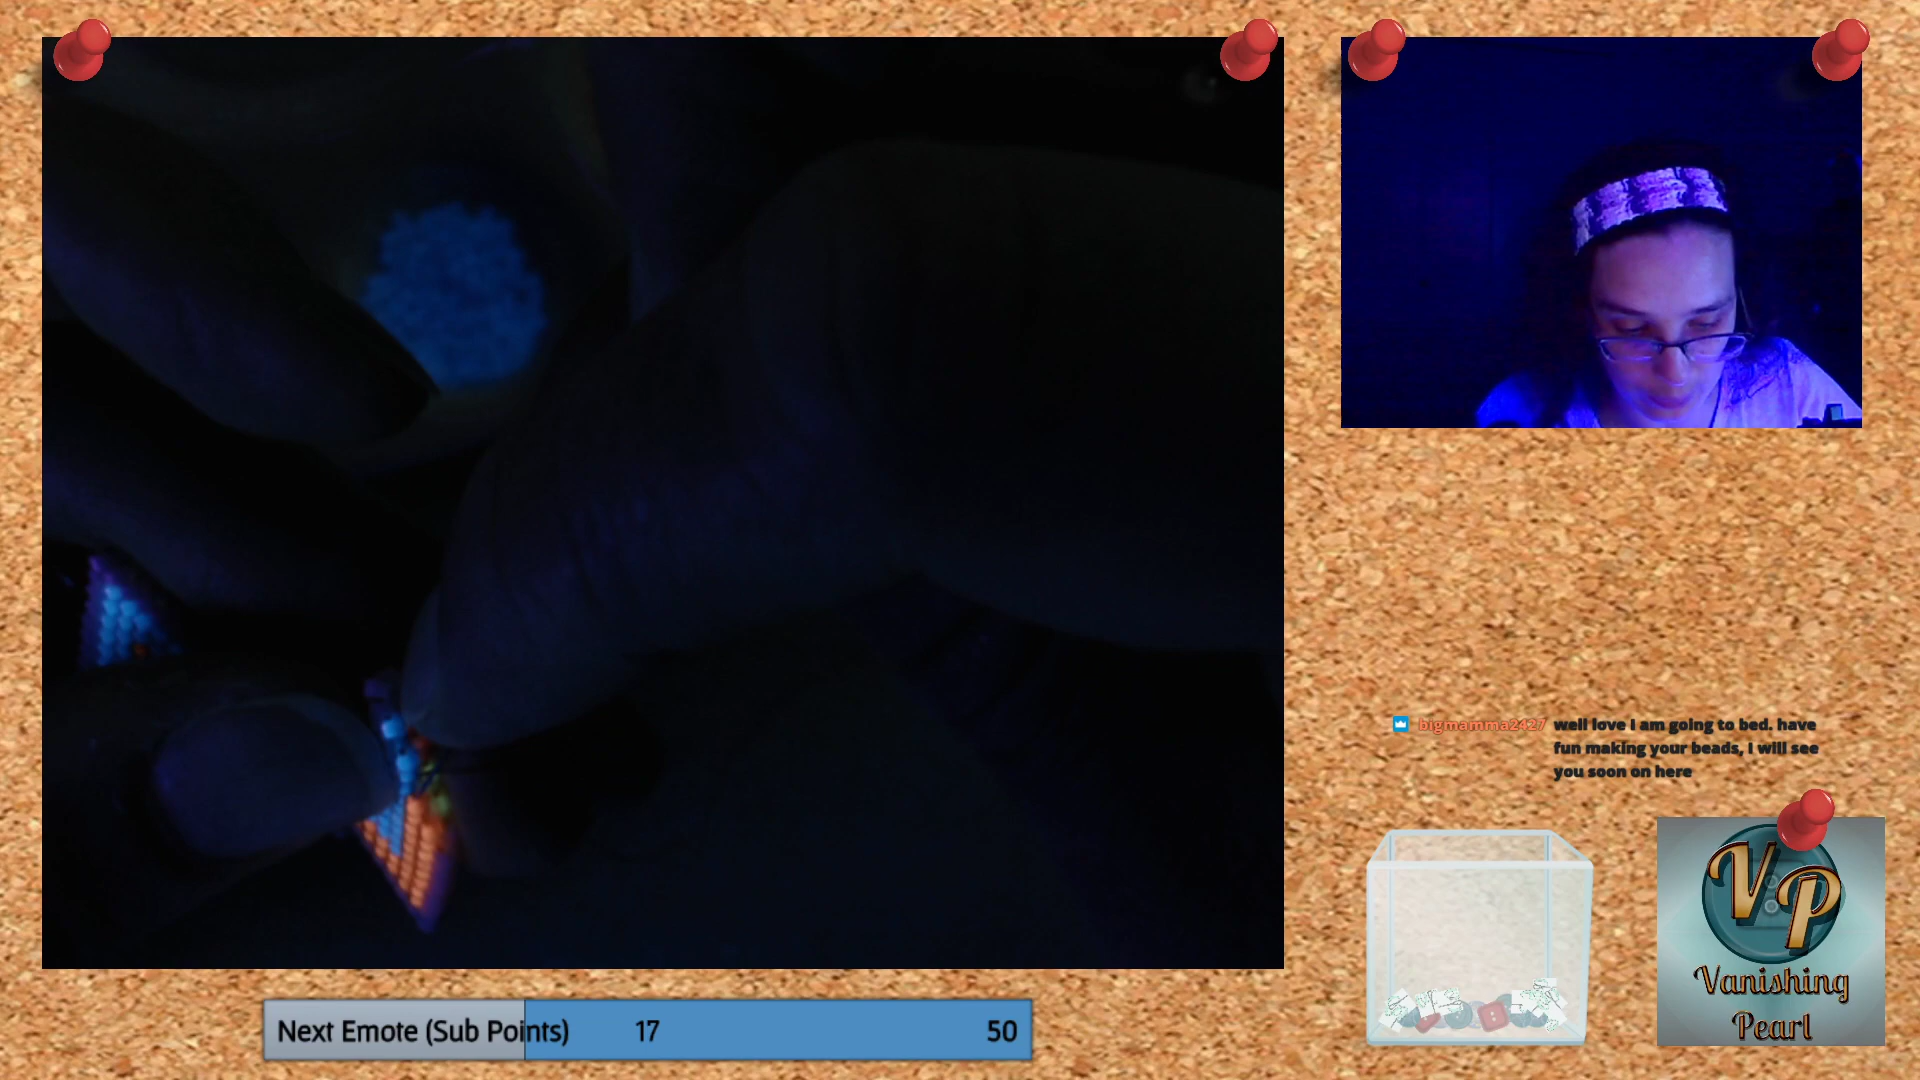 bigmamma2427 well love I am going to bed. have
fun making your beads, I will see
you soon on here
VP
Vanishing
Pearl
Next Emote (Sub Points) 17 50